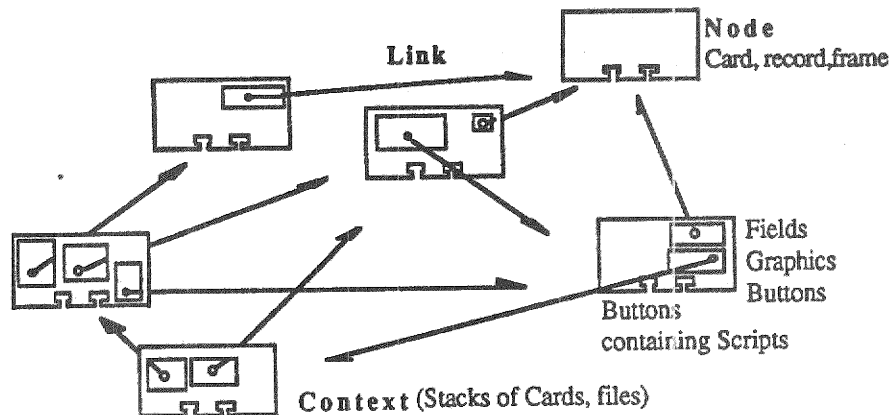 Node
Card, record,frame
Link
Fields
Graphics
Buttons
Buttons
containing Scripts
Context (Stacks of Cards, files)